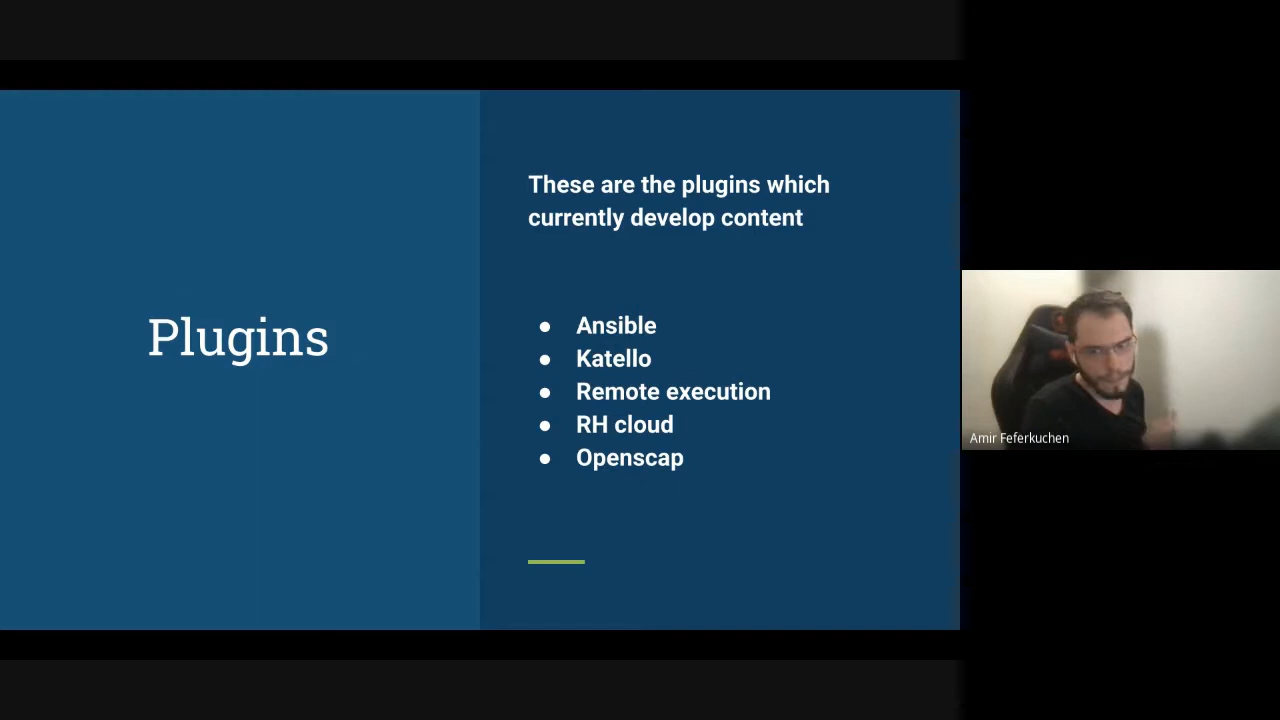 Plugins
These are the plugins which
currently develop content
● Ansible
● Katello
● Remote execution
● RH cloud
● Openscap
Amir Feferkuchen